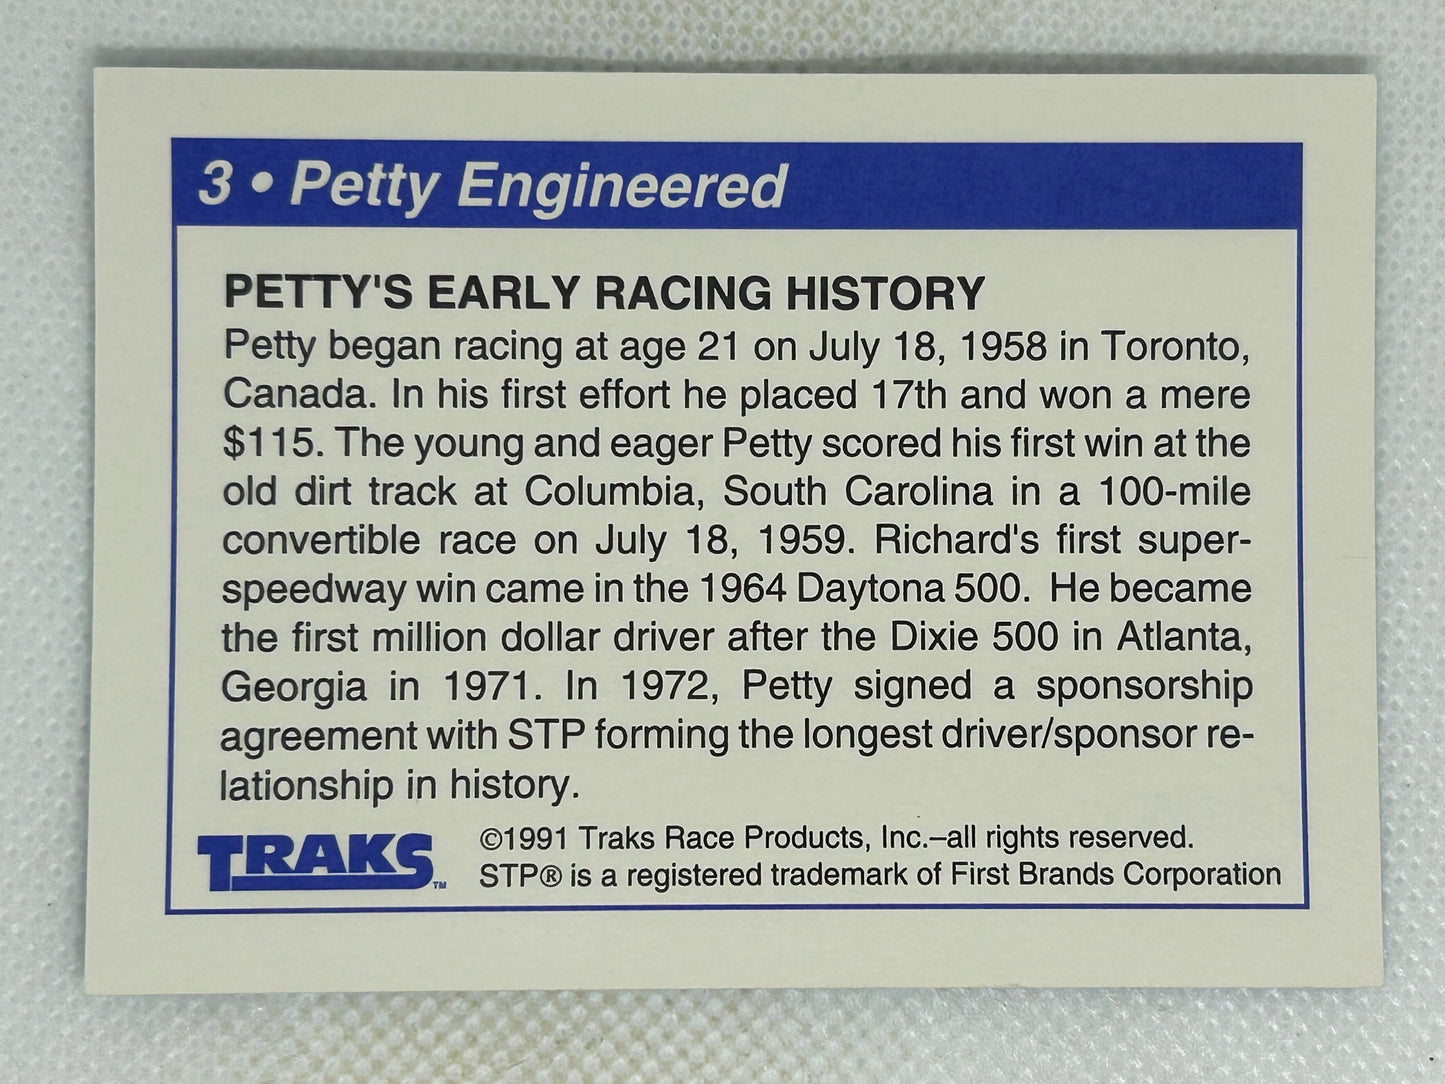 3 • Petty Engineered
PETTY'S EARLY RACING HISTORY
Petty began racing at age 21 on July 18, 1958 in Toronto,
Canada. In his first effort he placed 17th and won a mere
$115. The young and eager Petty scored his first win at the
old dirt track at Columbia, South Carolina in a 100-mile
convertible race on July 18, 1959. Richard's first super-
speedway win came in the 1964 Daytona 500. He became
the first million dollar driver after the Dixie 500 in Atlanta,
Georgia in 1971. In 1972, Petty signed a sponsorship
agreement with STP forming the longest driver/sponsor re-
lationship in history.
TRAKS™
©1991 Traks Race Products, Inc.–all rights reserved.
STP® is a registered trademark of First Brands Corporation